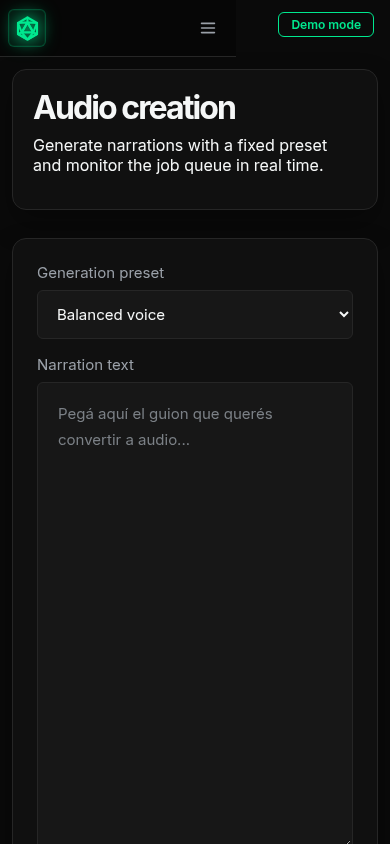 Demo mode
Audio creation
Generate narrations with a fixed preset
and monitor the job queue in real time.
Generation preset
Balanced voice
Narration text
Pegá aquí el guion que querés
convertir a audio...